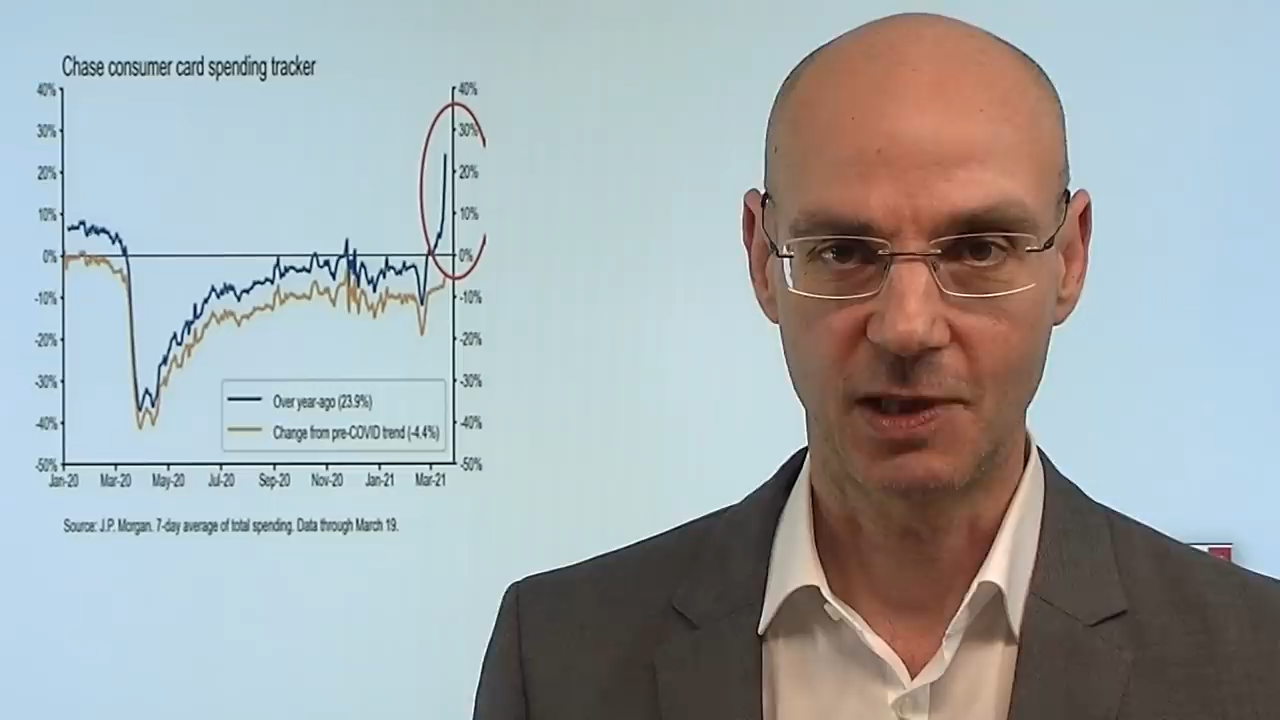 Chase consumer card spending tracker
40% 40%
30% 30%
20% 20%
10% 10%
0% 0%
-10% -10%
-20% -20%
-30% -30%
-40% -40%
-50% -50%
Over year-ago (23.9%)
Change from pre-COVID trend (-4.4%)
Jan-20 Mar-20 May-20 Jul-20 Sep-20 Nov-20 Jan-21 Mar-21
Source: J.P. Morgan. 7-day average of total spending. Data through March 19.